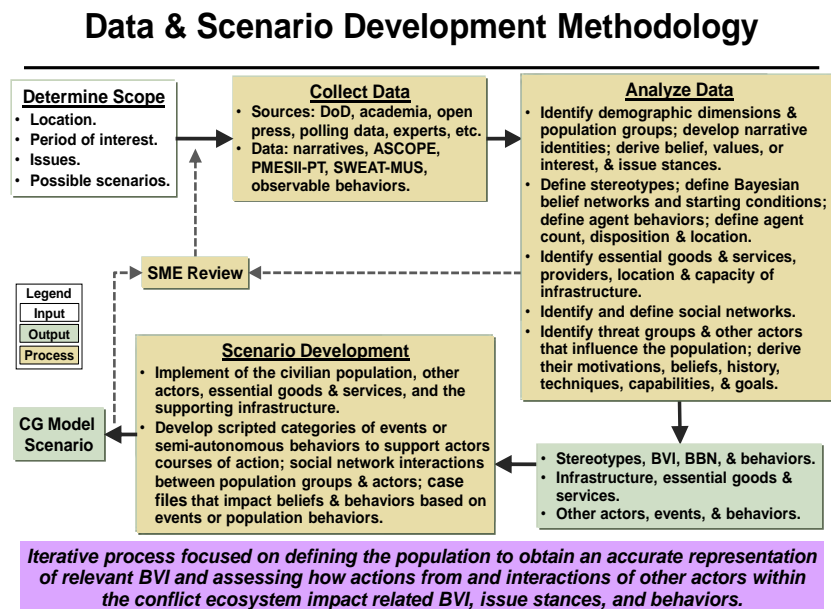 Data & Scenario Development Methodology
Determine Scope
• Location.
• Period of interest.
• Issues.
• Possible scenarios.
Collect Data
• Sources: DoD, academia, open
press, polling data, experts, etc.
• Data: narratives, ASCOPE,
PMESII-PT, SWEAT-MUS,
observable behaviors.
Analyze Data
• Identify demographic dimensions &
population groups; develop narrative
identities; derive belief, values, or
interest, & issue stances.
• Define stereotypes; define Bayesian
belief networks and starting conditions;
define agent behaviors; define agent
count, disposition & location.
• Identify essential goods & services,
providers, location & capacity of
infrastructure.
• Identify and define social networks.
• Identify threat groups & other actors
that influence the population; derive
their motivations, beliefs, history,
techniques, capabilities, & goals.
SME Review
Legend
Input
Output
Process
Scenario Development
• Implement of the civilian population, other
actors, essential goods & services, and the
supporting infrastructure.
• Develop scripted categories of events or
semi-autonomous behaviors to support actors
courses of action; social network interactions
between population groups & actors; case
files that impact beliefs & behaviors based on
events or population behaviors.
CG Model
Scenario
• Stereotypes, BVI, BBN, & behaviors.
• Infrastructure, essential goods &
services.
• Other actors, events, & behaviors.
Iterative process focused on defining the population to obtain an accurate representation
of relevant BVI and assessing how actions from and interactions of other actors within
the conflict ecosystem impact related BVI, issue stances, and behaviors.